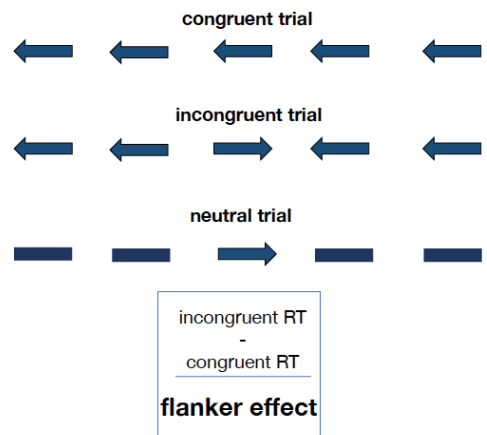 congruent trial
incongruent trial
neutral trial
incongruent RT
-
congruent RT
flanker effect